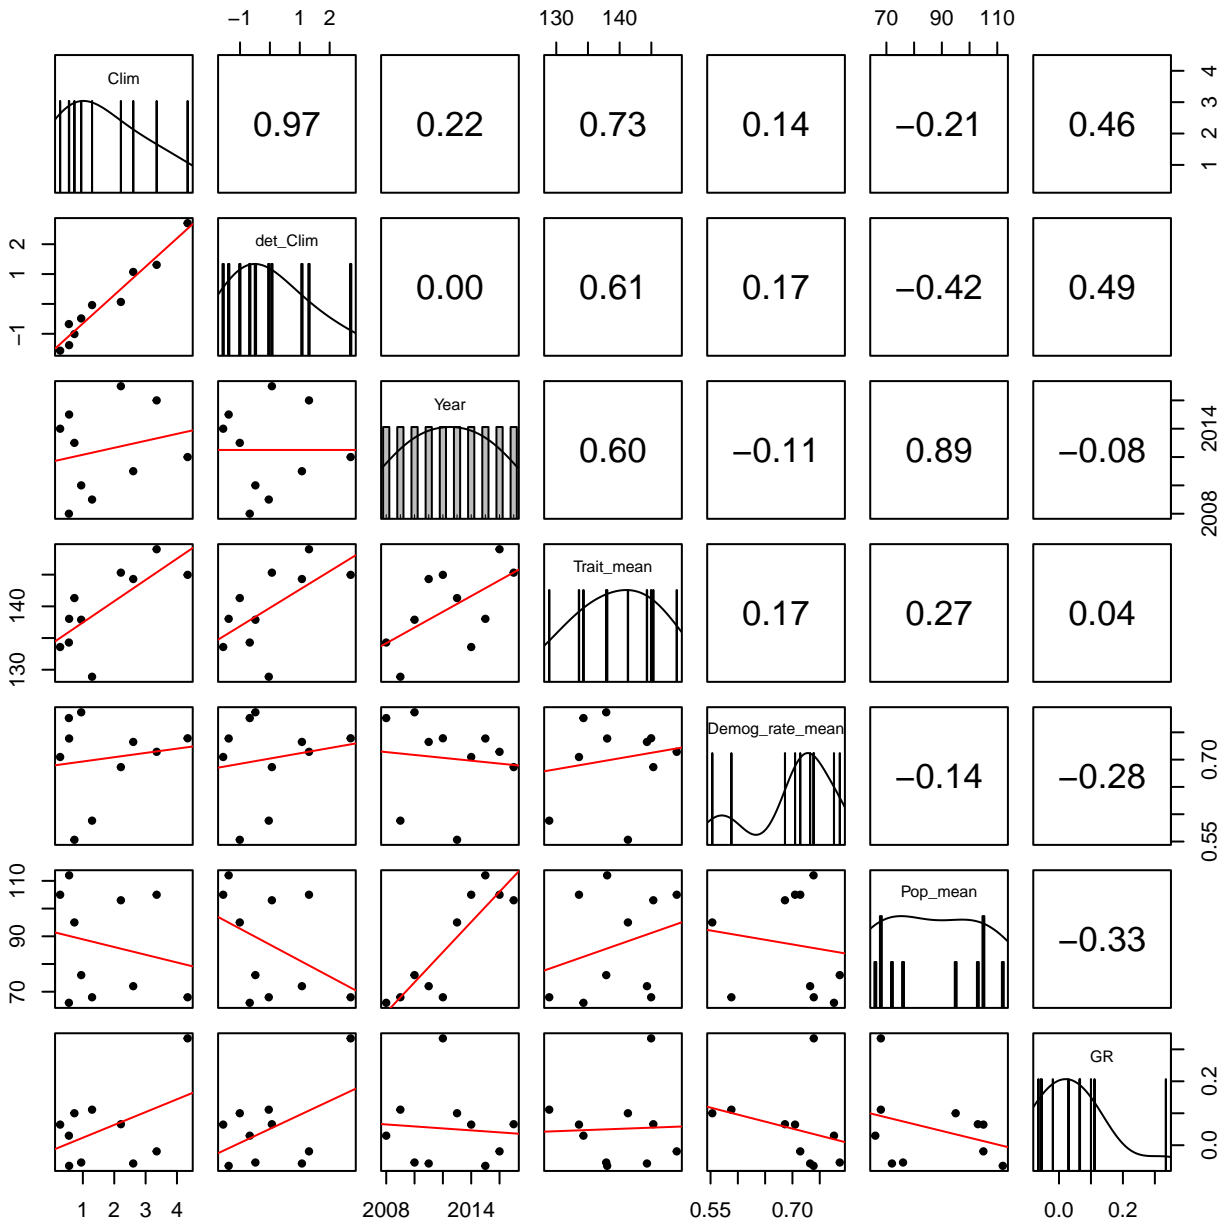 −1 1 2 130 140 70 90 110
Clim 0.97 0.22 0.73 0.14 −0.21 0.46 1 2 3 4
−1 1 2 det_Clim 0.00 0.61 0.17 −0.42 0.49
Year 0.60 −0.11 0.89 −0.08 2008 2014
130 140 Trait_mean 0.17 0.27 0.04
Demog_rate_mean −0.14 −0.28 0.55 0.70
70 90 110 Pop_mean −0.33
GR 0.0 0.2
1 2 3 4 2008 2014 0.55 0.70 0.0 0.2